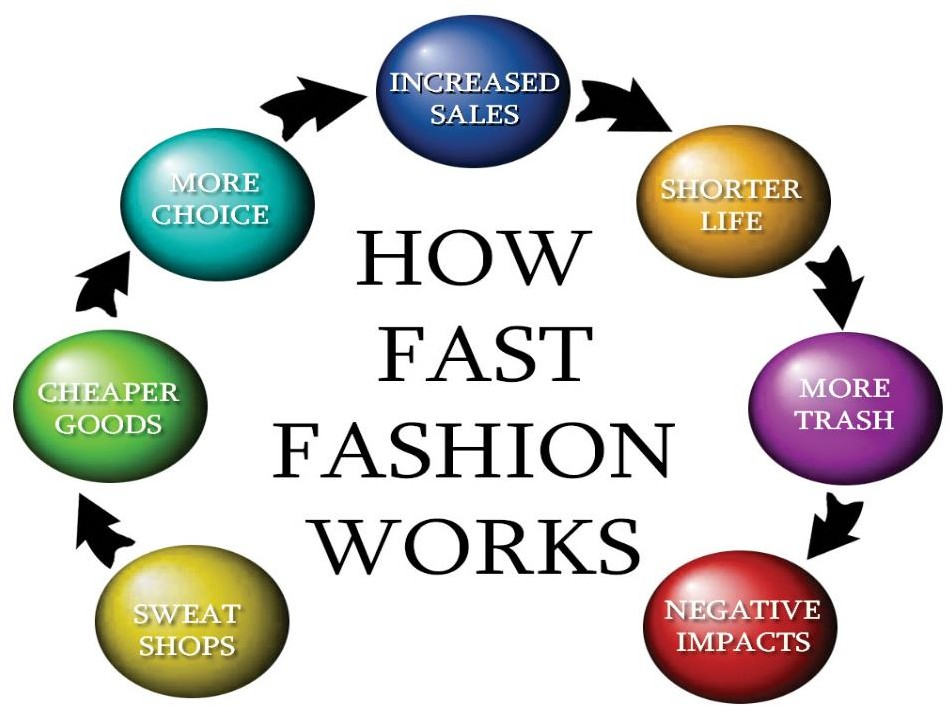 HOW
FAST
FASHION
WORKS
SWEAT
SHOPS
CHEAPER
GOODS
MORE
CHOICE
INCREASED
SALES
SHORTER
LIFE
MORE
TRASH
NEGATIVE
IMPACTS